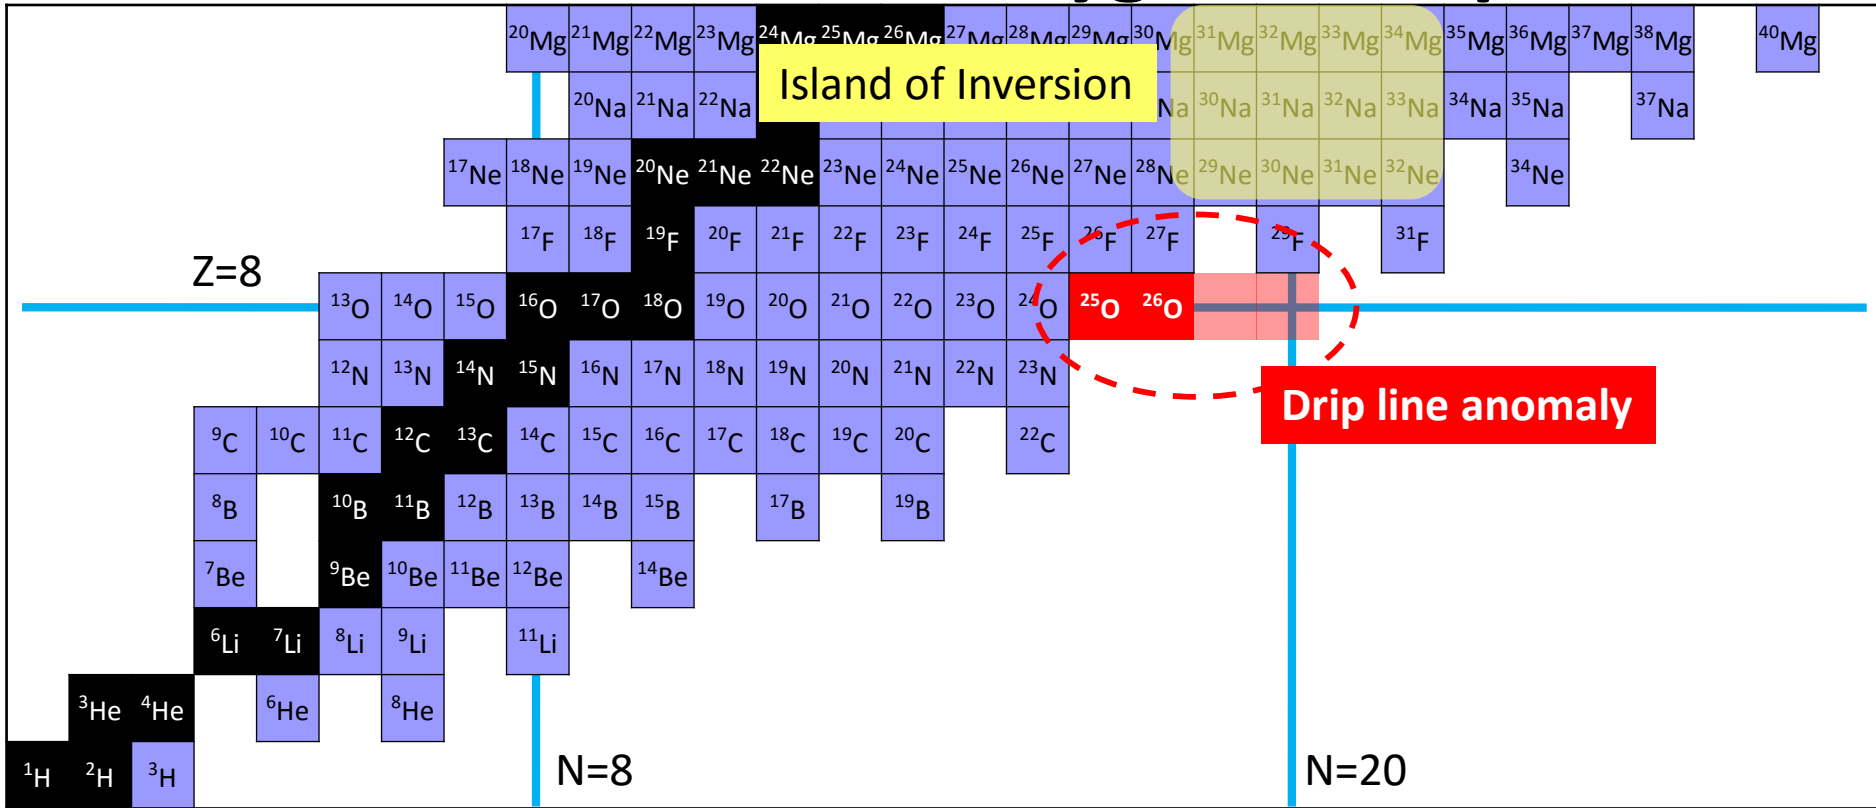 ²⁰Mg ²¹Mg ²²Mg ²³Mg ²⁴Mg ²⁵Mg ²⁶Mg ²⁷Mg ²⁸Mg ²⁹Mg ³⁰Mg ³¹Mg ³²Mg ³³Mg ³⁴Mg ³⁵Mg ³⁶Mg ³⁷Mg ³⁸Mg ⁴⁰Mg
Island of Inversion
²⁰Na ²¹Na ²²Na Na ³⁰Na ³¹Na ³²Na ³³Na ³⁴Na ³⁵Na ³⁷Na
¹⁷Ne ¹⁸Ne ¹⁹Ne ²⁰Ne ²¹Ne ²²Ne ²³Ne ²⁴Ne ²⁵Ne ²⁶Ne ²⁷Ne ²⁸Ne ²⁹Ne ³⁰Ne ³¹Ne ³²Ne ³⁴Ne
¹⁷F ¹⁸F ¹⁹F ²⁰F ²¹F ²²F ²³F ²⁴F ²⁵F ²⁶F ²⁷F ²⁹F ³¹F
Z=8
¹³O ¹⁴O ¹⁵O ¹⁶O ¹⁷O ¹⁸O ¹⁹O ²⁰O ²¹O ²²O ²³O ²⁴O ²⁵O ²⁶O
¹²N ¹³N ¹⁴N ¹⁵N ¹⁶N ¹⁷N ¹⁸N ¹⁹N ²⁰N ²¹N ²²N ²³N
Drip line anomaly
⁹C ¹⁰C ¹¹C ¹²C ¹³C ¹⁴C ¹⁵C ¹⁶C ¹⁷C ¹⁸C ¹⁹C ²⁰C ²²C
⁸B ¹⁰B ¹¹B ¹²B ¹³B ¹⁴B ¹⁵B ¹⁷B ¹⁹B
⁷Be ⁹Be ¹⁰Be ¹¹Be ¹²Be ¹⁴Be
⁶Li ⁷Li ⁸Li ⁹Li ¹¹Li
³He ⁴He ⁶He ⁸He
¹H ²H ³H
N=8 N=20